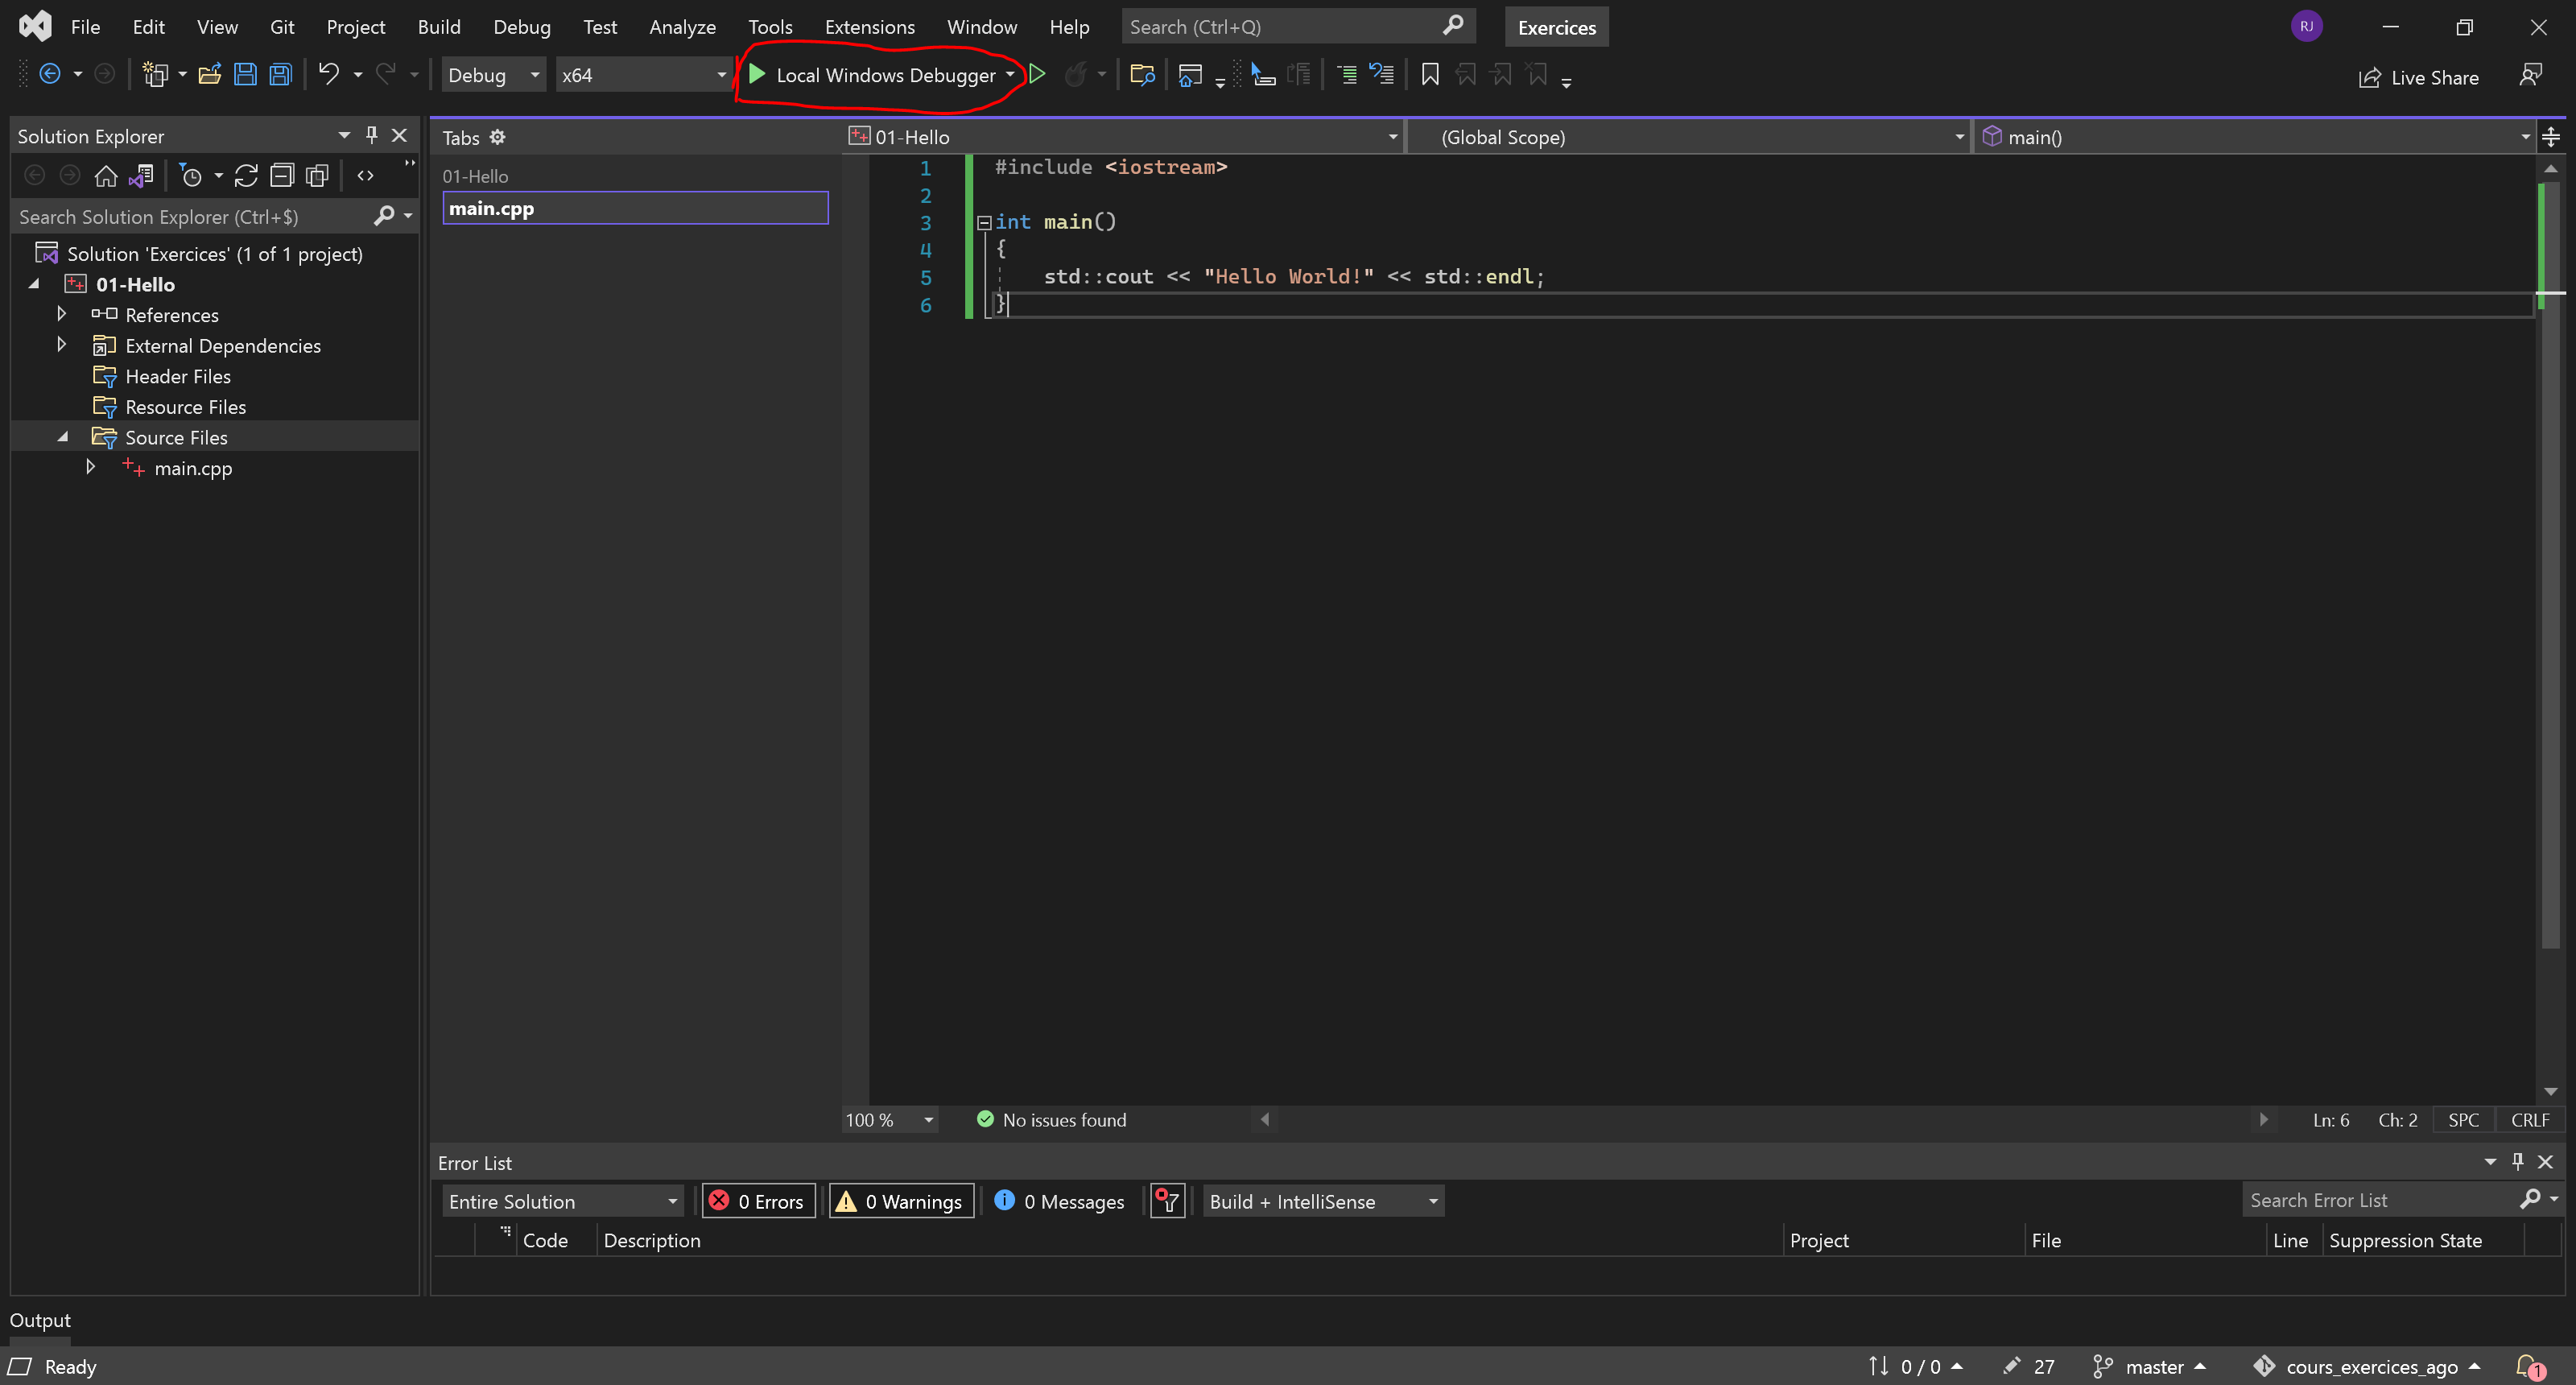 File Edit View Git Project Build Debug Test Analyze Tools Extensions Window Help Search (Ctrl+Q) Exercices RJ
Debug x64 Local Windows Debugger Live Share
Solution Explorer
Search Solution Explorer (Ctrl+$)
Solution 'Exercices' (1 of 1 project)
01-Hello
References
External Dependencies
Header Files
Resource Files
Source Files
main.cpp
Tabs
01-Hello
main.cpp
01-Hello (Global Scope) main()
1 #include <iostream>
2
3 int main()
4 {
5 std::cout << "Hello World!" << std::endl;
6 }
100 % No issues found Ln: 6 Ch: 2 SPC CRLF
Error List
Entire Solution 0 Errors 0 Warnings 0 Messages Build + IntelliSense Search Error List
Code Description Project File Line Suppression State
Output
Ready 0 / 0 27 master cours_exercices_ago 1